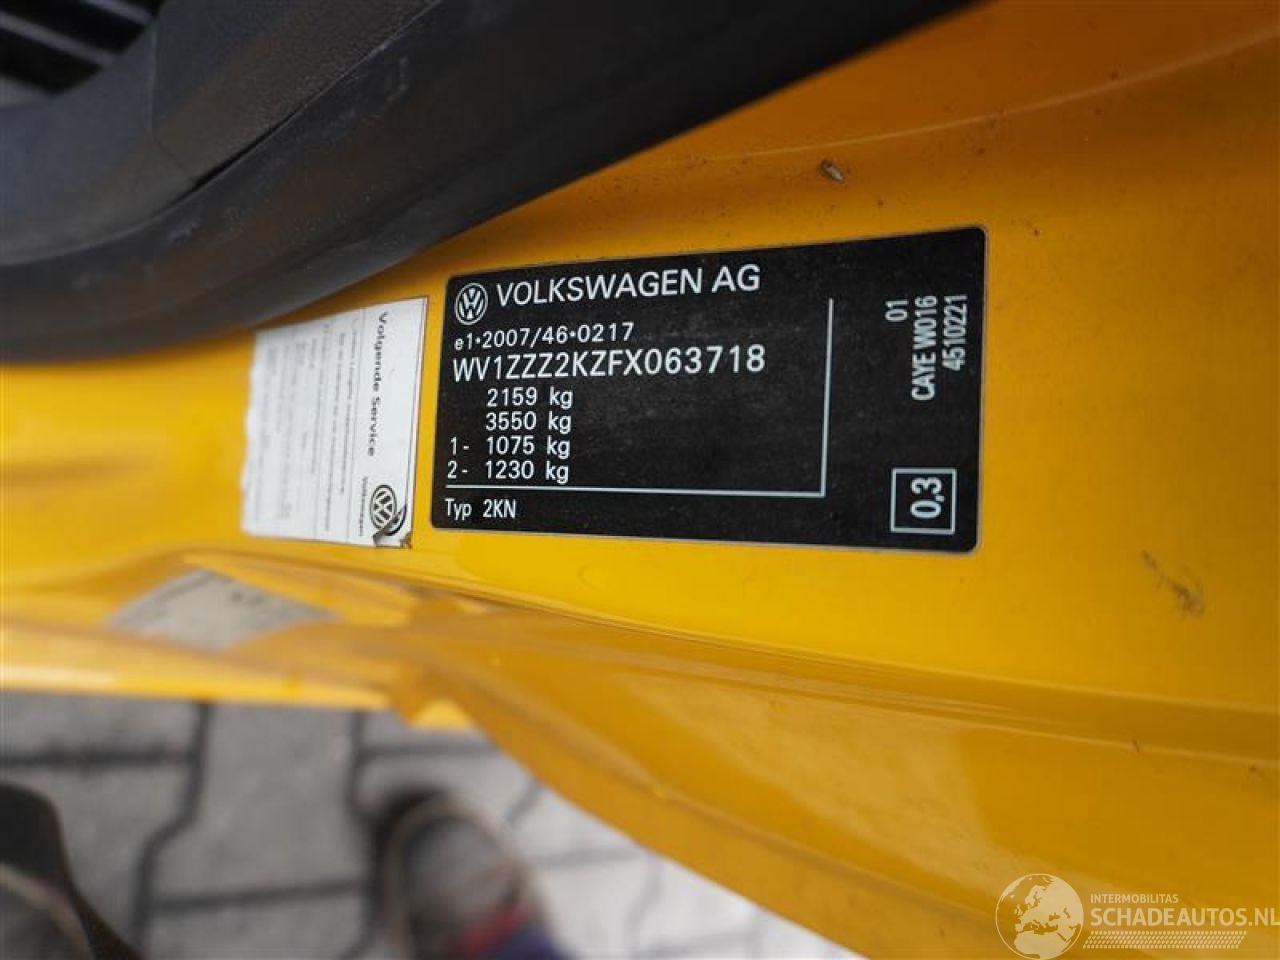 VOLKSWAGEN AG
e1•2007/46•0217
WV1ZZZ2KZFX063718
2159 kg
3550 kg
1- 1075 kg
2- 1230 kg
Typ 2KN
01
CAYE W016
4510221
0,3
Volgende Service
Volkswagen
INTERMOBILITAS
SCHADEAUTOS.NL